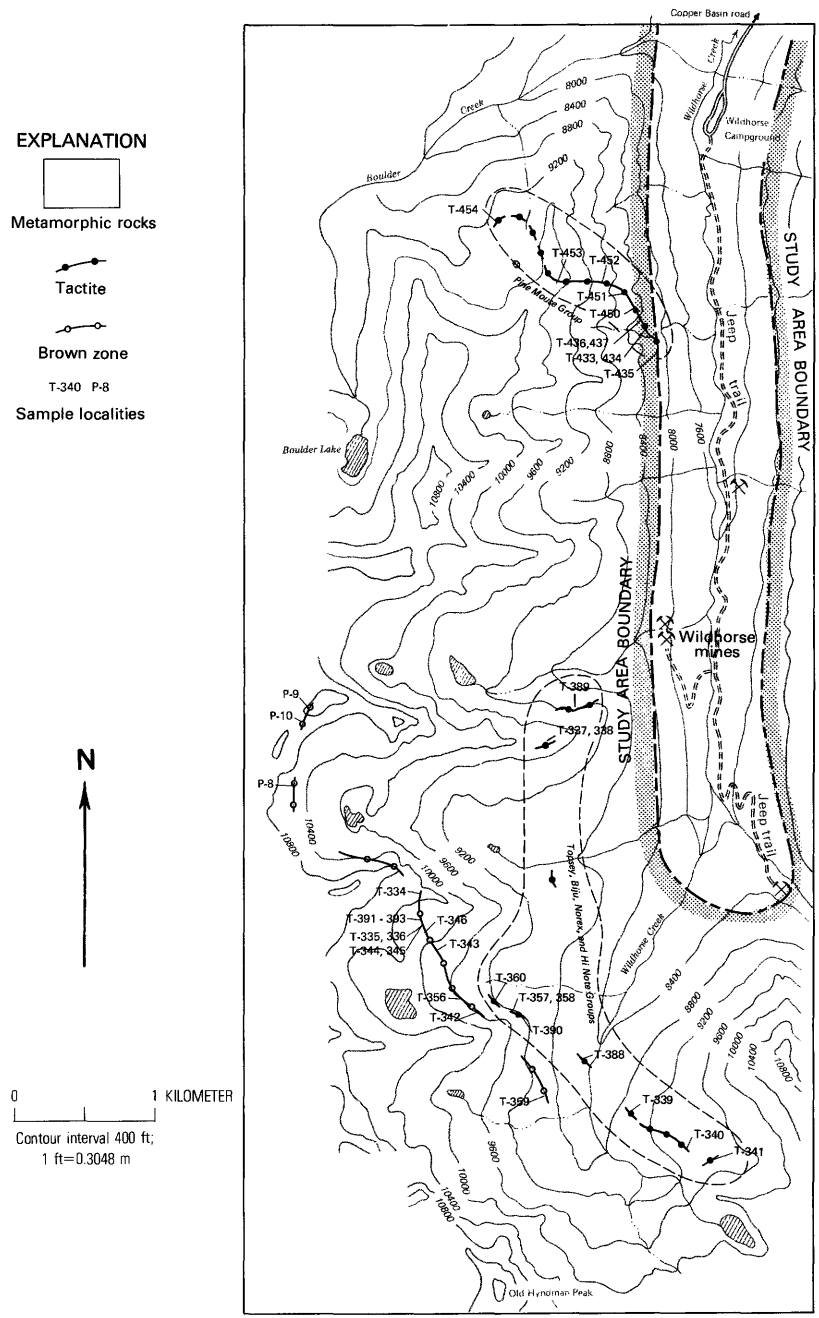 Copper Basin road
Creek
Wildhorse
Wildhorse
Campground
8000
8400
8800
9200
Creek
Boulder
EXPLANATION
Metamorphic rocks
Tactite
Brown zone
T-340 P-8
Sample localities
T-454
T-453
T-452
T-451
T-450
Pine Mouse Group
T-436,437
T-433, 434
T-435
STUDY AREA BOUNDARY
Jeep trail
Boulder Lake
10800
10400
10000
9600
9200
8800
8400
8000
7600
STUDY AREA BOUNDARY
Wildhorse
mines
T-389
T-337, 338
P-9
P-10
P-8
N
10800
10400
10000
9600
9200
Jeep trail
T-334
T-391 - 393
T-335, 336
T-344, 345
T-346
T-343
T-356
T-342
T-360
T-357, 358
T-390
Toassy, Biju, Norex, and Hi Note Groups
Wildhorse Creek
8400
8800
9200
9600
10000
10400
10800
T-388
T-359
T-339
T-340
T-341
0 1 KILOMETER
Contour interval 400 ft;
1 ft=0.3048 m
9600
10000
10400
10800
Old Hyndman Peak